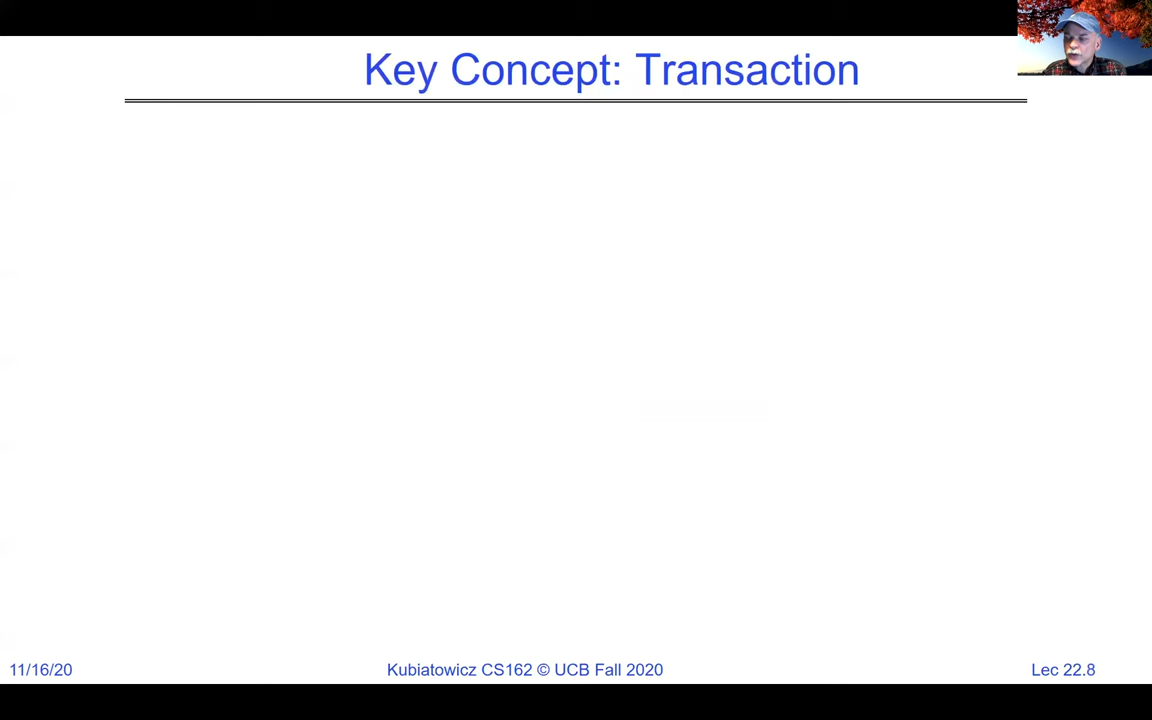 Key Concept: Transaction
11/16/20
Kubiatowicz CS162 © UCB Fall 2020
Lec 22.8